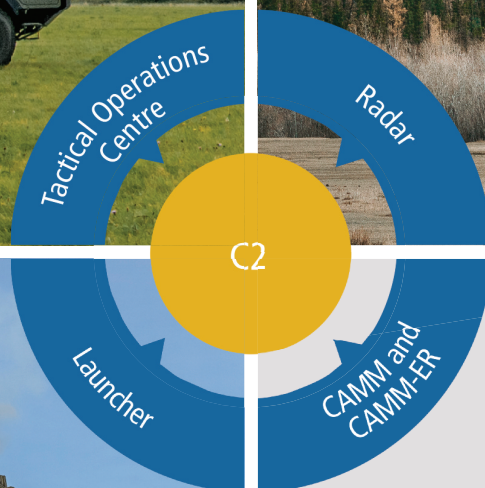 Tactical Operations
Centre
Radar
C2
Launcher
CAMM and
CAMM-ER